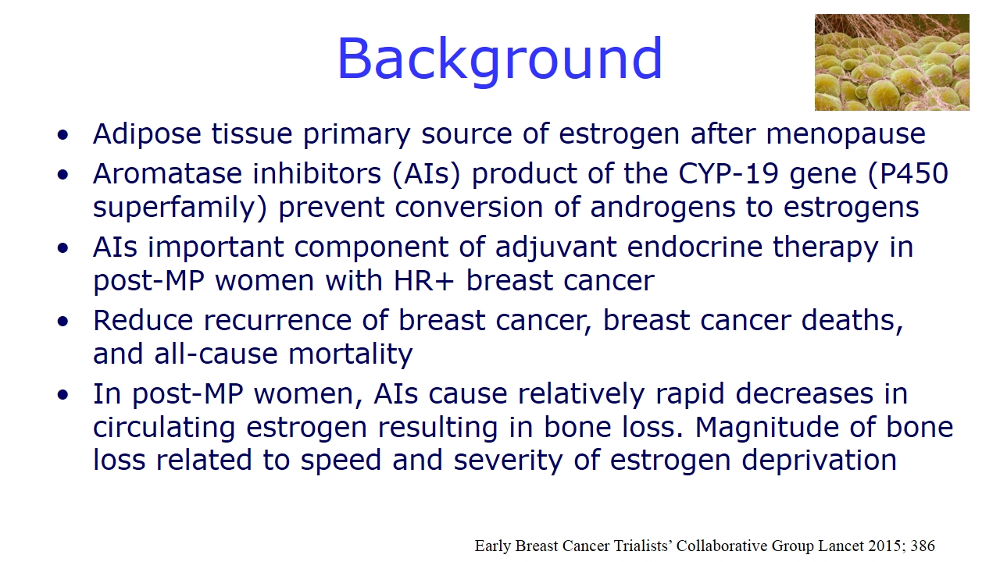 Background
• Adipose tissue primary source of estrogen after menopause
• Aromatase inhibitors (AIs) product of the CYP-19 gene (P450
superfamily) prevent conversion of androgens to estrogens
• AIs important component of adjuvant endocrine therapy in
post-MP women with HR+ breast cancer
• Reduce recurrence of breast cancer, breast cancer deaths,
and all-cause mortality
• In post-MP women, AIs cause relatively rapid decreases in
circulating estrogen resulting in bone loss. Magnitude of bone
loss related to speed and severity of estrogen deprivation
Early Breast Cancer Trialists’ Collaborative Group Lancet 2015; 386